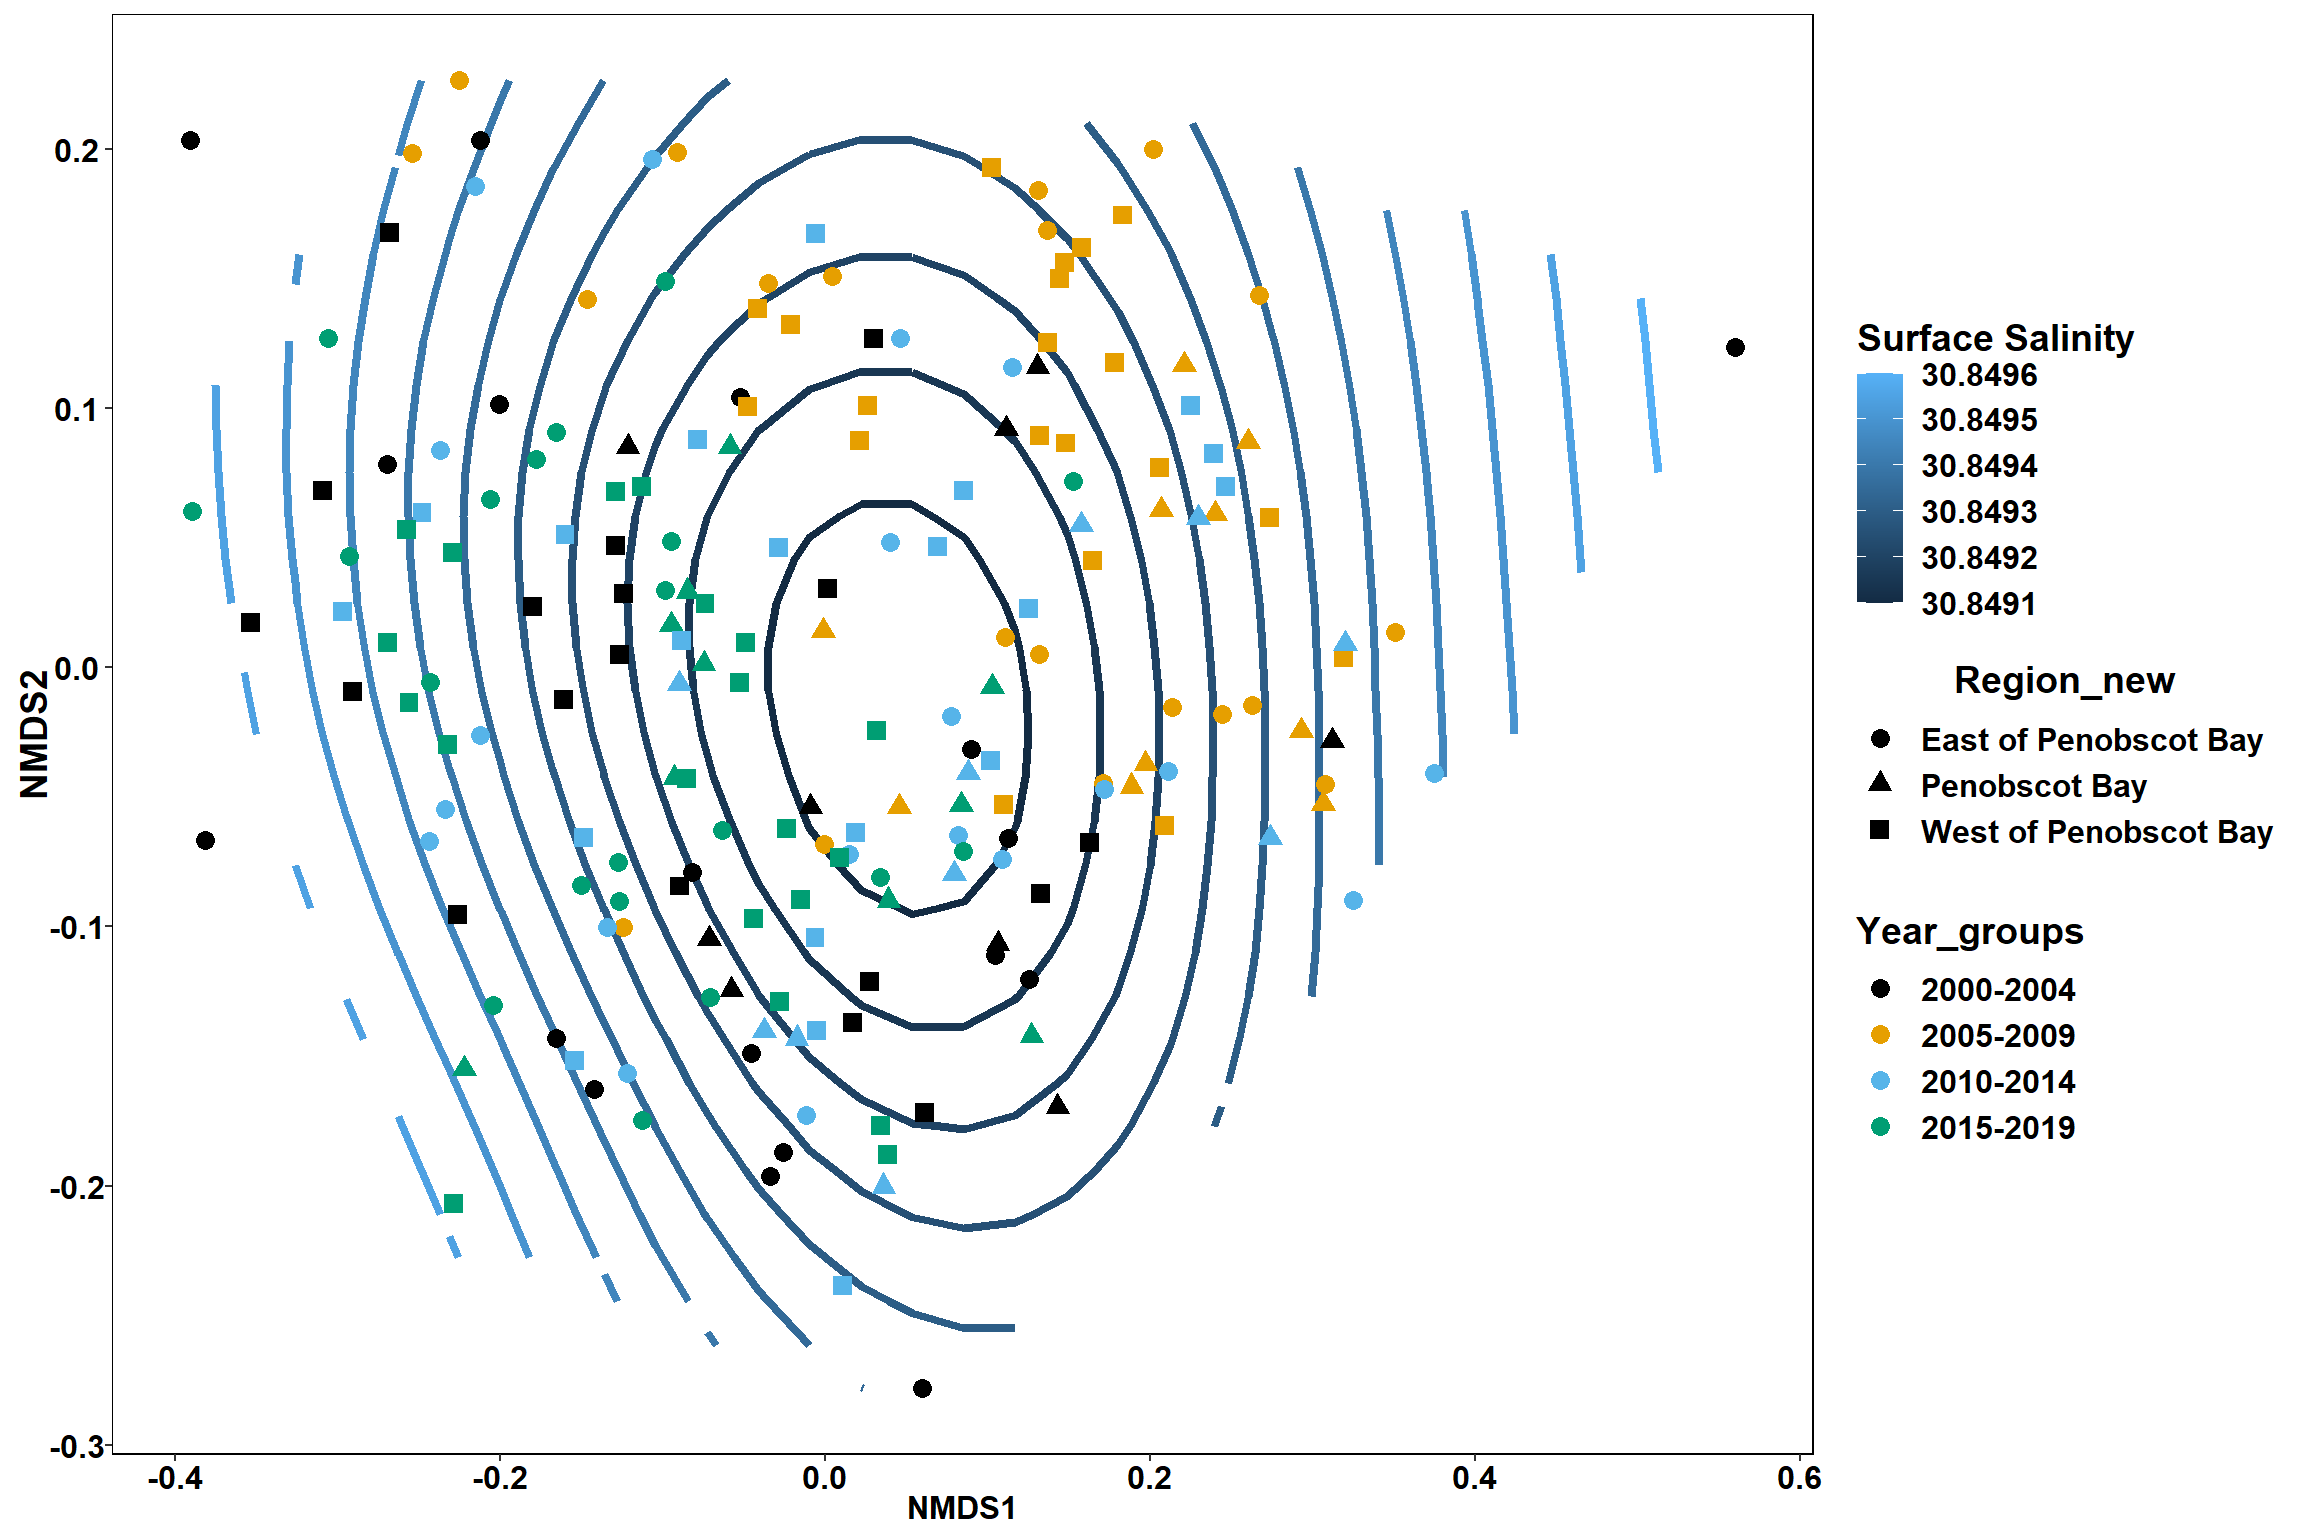 0.2
0.1
0.0
-0.1
-0.2
-0.3
NMDS2
-0.4
-0.2
0.0
0.2
0.4
0.6
NMDS1
Surface Salinity
30.8496
30.8495
30.8494
30.8493
30.8492
30.8491
Region_new
East of Penobscot Bay
Penobscot Bay
West of Penobscot Bay
Year_groups
2000-2004
2005-2009
2010-2014
2015-2019